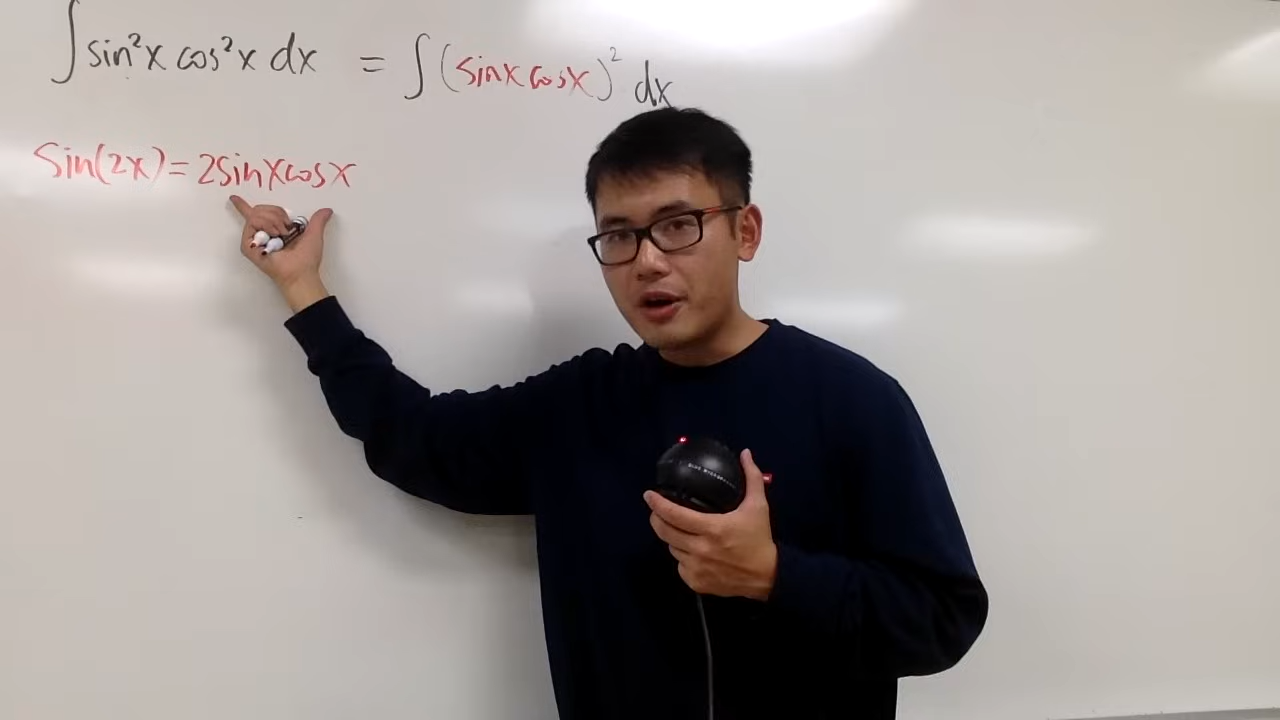 ∫sin²x cos²x dx = ∫(sinx cosx)² dx
Sin(2x)=2sinxcosx